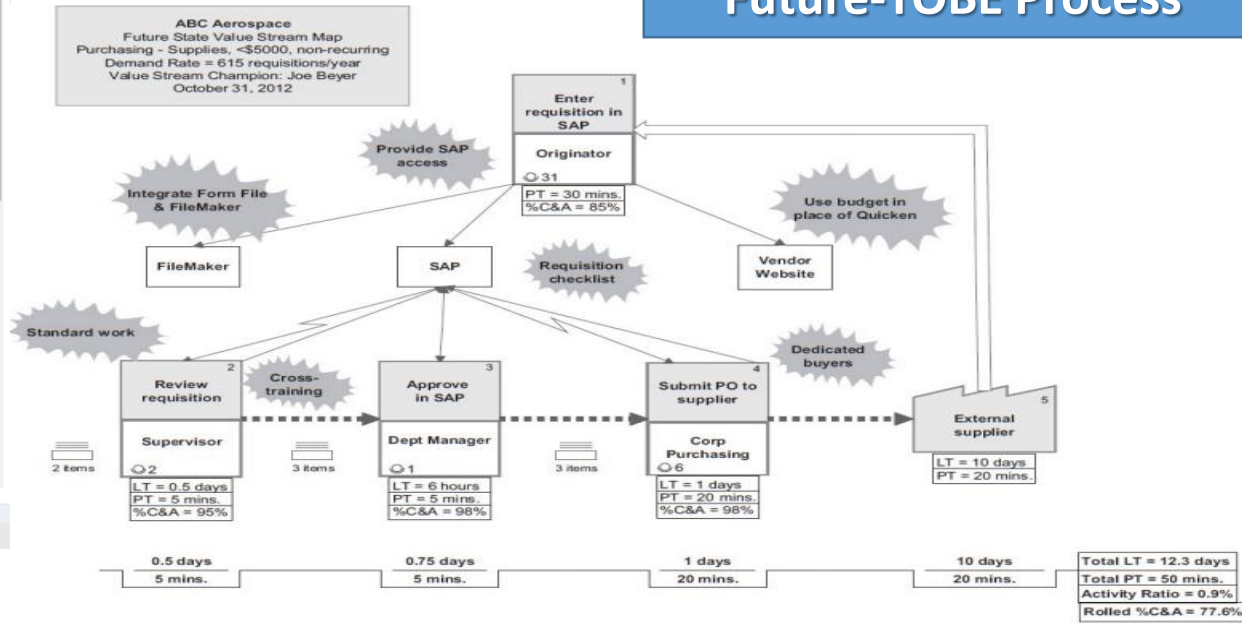 Future-TOBE Process
ABC Aerospace
Future State Value Stream Map
Purchasing - Supplies, <$5000, non-recurring
Demand Rate = 615 requisitions/year
Value Stream Champion: Joe Beyer
October 31, 2012
1
Enter
requisition in
SAP
Originator
31
PT = 30 mins.
%C&A = 85%
Provide SAP
access
Integrate Form File
& FileMaker
Use budget in
place of Quicken
FileMaker
SAP
Requisition
checklist
Vendor
Website
Standard work
2
Review
requisition
Supervisor
2
LT = 0.5 days
PT = 5 mins.
%C&A = 95%
2 items
Cross-
training
3 items
3
Approve
in SAP
Dept Manager
1
LT = 6 hours
PT = 5 mins.
%C&A = 98%
3 items
4
Submit PO to
supplier
Corp
Purchasing
6
LT = 1 days
PT = 20 mins.
%C&A = 98%
Dedicated
buyers
5
External
supplier
LT = 10 days
PT = 20 mins.
0.5 days
5 mins.
0.75 days
5 mins.
1 days
20 mins.
10 days
20 mins.
Total LT = 12.3 days
Total PT = 50 mins.
Activity Ratio = 0.9%
Rolled %C&A = 77.6%